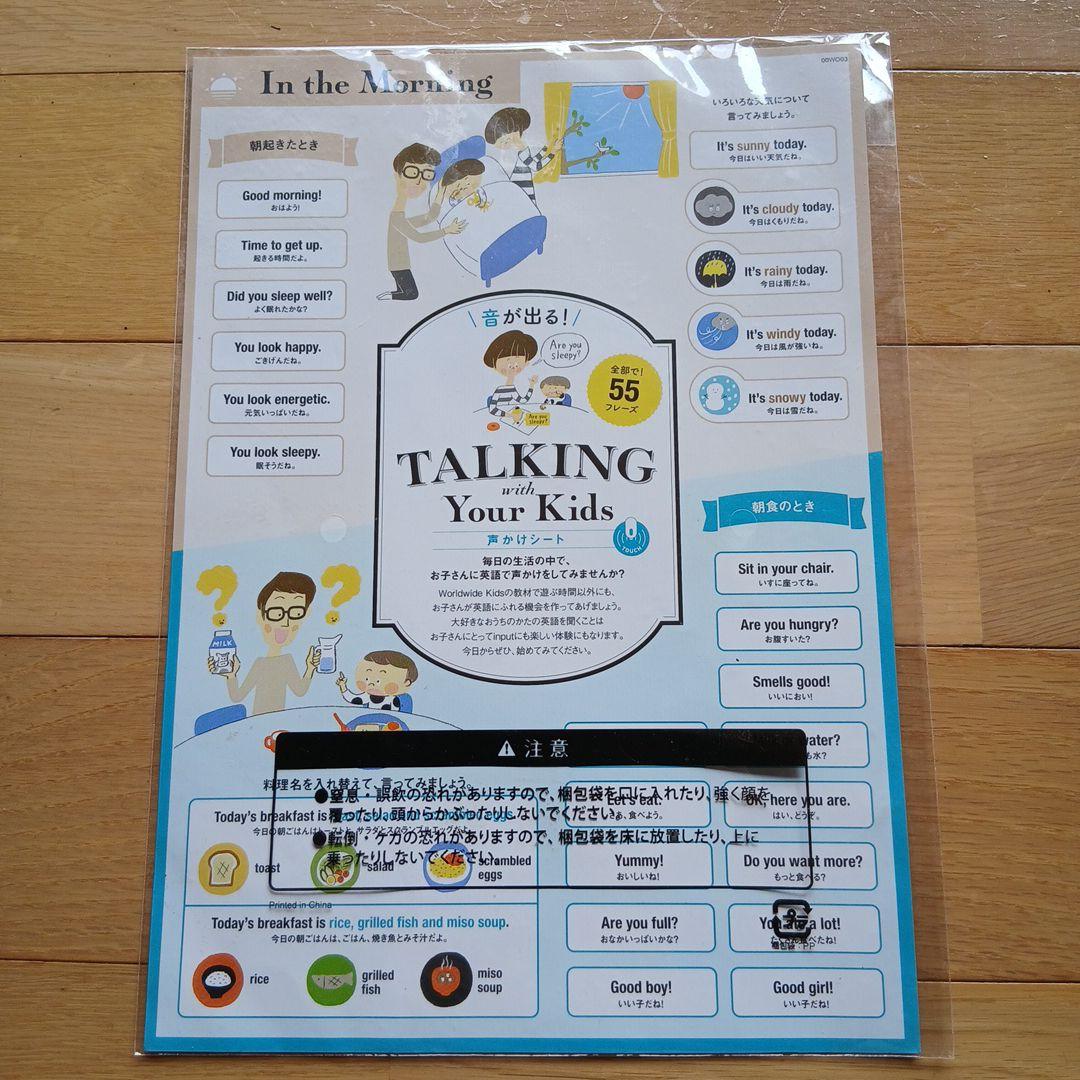 In the Morning
00WO03
朝起きたとき
Good morning!
おはよう!
Time to get up.
起きる時間だよ。
Did you sleep well?
よく眠れたかな?
You look happy.
ごきげんだね。
You look energetic.
元気いっぱいだね。
You look sleepy.
眠そうだね。
いろいろな天気について
言ってみましょう。
It's sunny today.
今日はいい天気だね。
It's cloudy today.
今日はくもりだね。
It's rainy today.
今日は雨だね。
It's windy today.
今日は風が強いね。
It's snowy today.
今日は雪だね。
音が出る!
Are you
sleepy?
Are you
sleepy?
全部で!
55
フレーズ
TALKING
with
Your Kids
声かけシート
TOUCH
毎日の生活の中で、
お子さんに英語で声かけをしてみませんか?
Worldwide Kidsの教材で遊ぶ時間以外にも、
お子さんが英語にふれる機会を作ってあげましょう。
大好きなおうちのかたの英語を聞くことは
お子さんにとってinputにも楽しい体験にもなります。
今日からぜひ、始めてみてください。
朝食のとき
Sit in your chair.
いすに座ってね。
Are you hungry?
お腹すいた?
Smells good!
いいにおい!
water?
水?
MILK
料理名を入れ替えて、言ってみましょう。
注意
●窒息・誤飲の恐れがありますので、梱包袋を口に入れたり、強く顔を
覆ったり、頭からかぶったりしないでください。
●転倒・ケガの恐れがありますので、梱包袋を床に放置したり、上に
乗ったりしないでください。
Today's breakfast is
eggs.
toast
salad
scrambled
eggs
Printed in China
Let's eat.
さぁ、食べよう。
OK, here you are.
はい、どうぞ。
Yummy!
おいしいね!
Do you want more?
もっと食べる?
Today's breakfast is rice, grilled fish and miso soup.
今日の朝ごはんは、ごはん、焼き魚とみそ汁だよ。
rice
grilled
fish
miso
soup
Are you full?
おなかいっぱいかな?
a lot!
食べたね!
梱包袋:PP
Good boy!
いい子だね!
Good girl!
いい子だね!